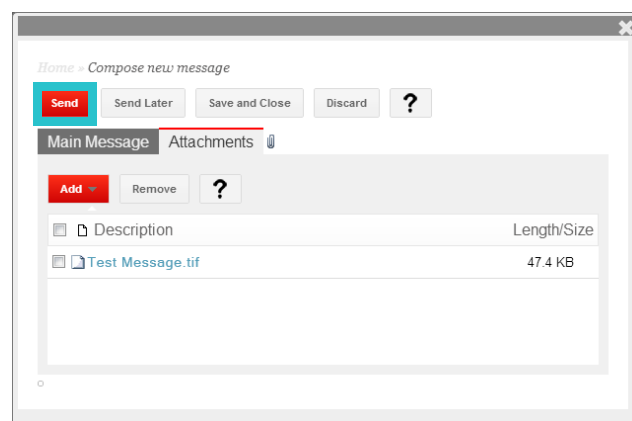 Home » Compose new message
Send Send Later Save and Close Discard ?
Main Message Attachments
Add Remove ?
Description Length/Size
Test Message.tif 47.4 KB